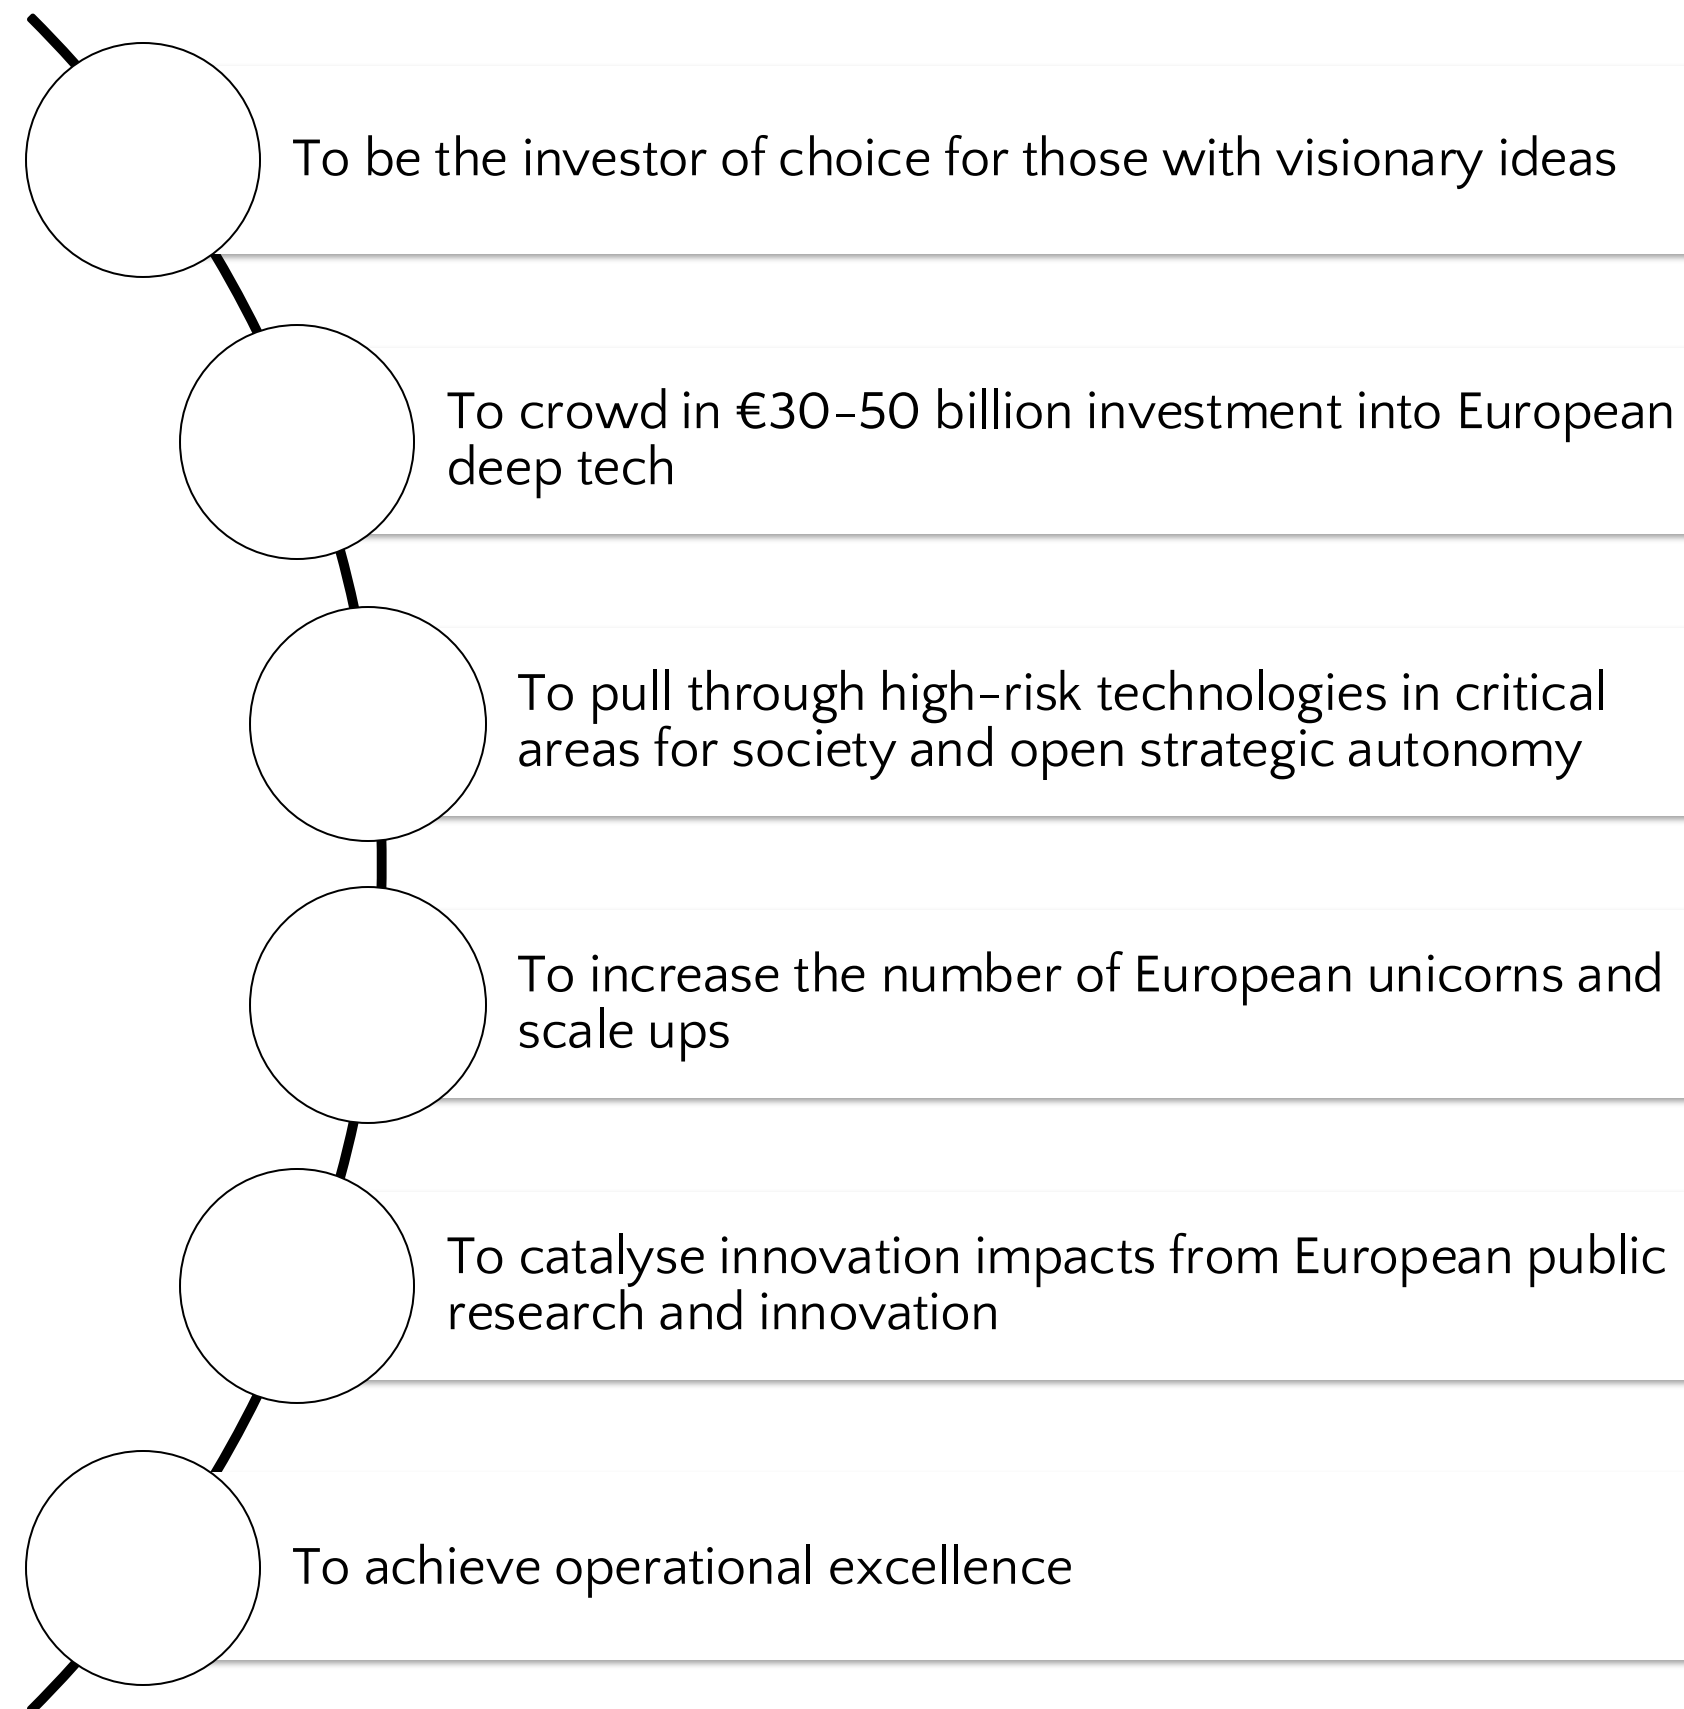 To be the investor of choice for those with visionary ideas
To crowd in €30–50 billion investment into European
deep tech
To pull through high-risk technologies in critical
areas for society and open strategic autonomy
To increase the number of European unicorns and
scale ups
To catalyse innovation impacts from European public
research and innovation
To achieve operational excellence